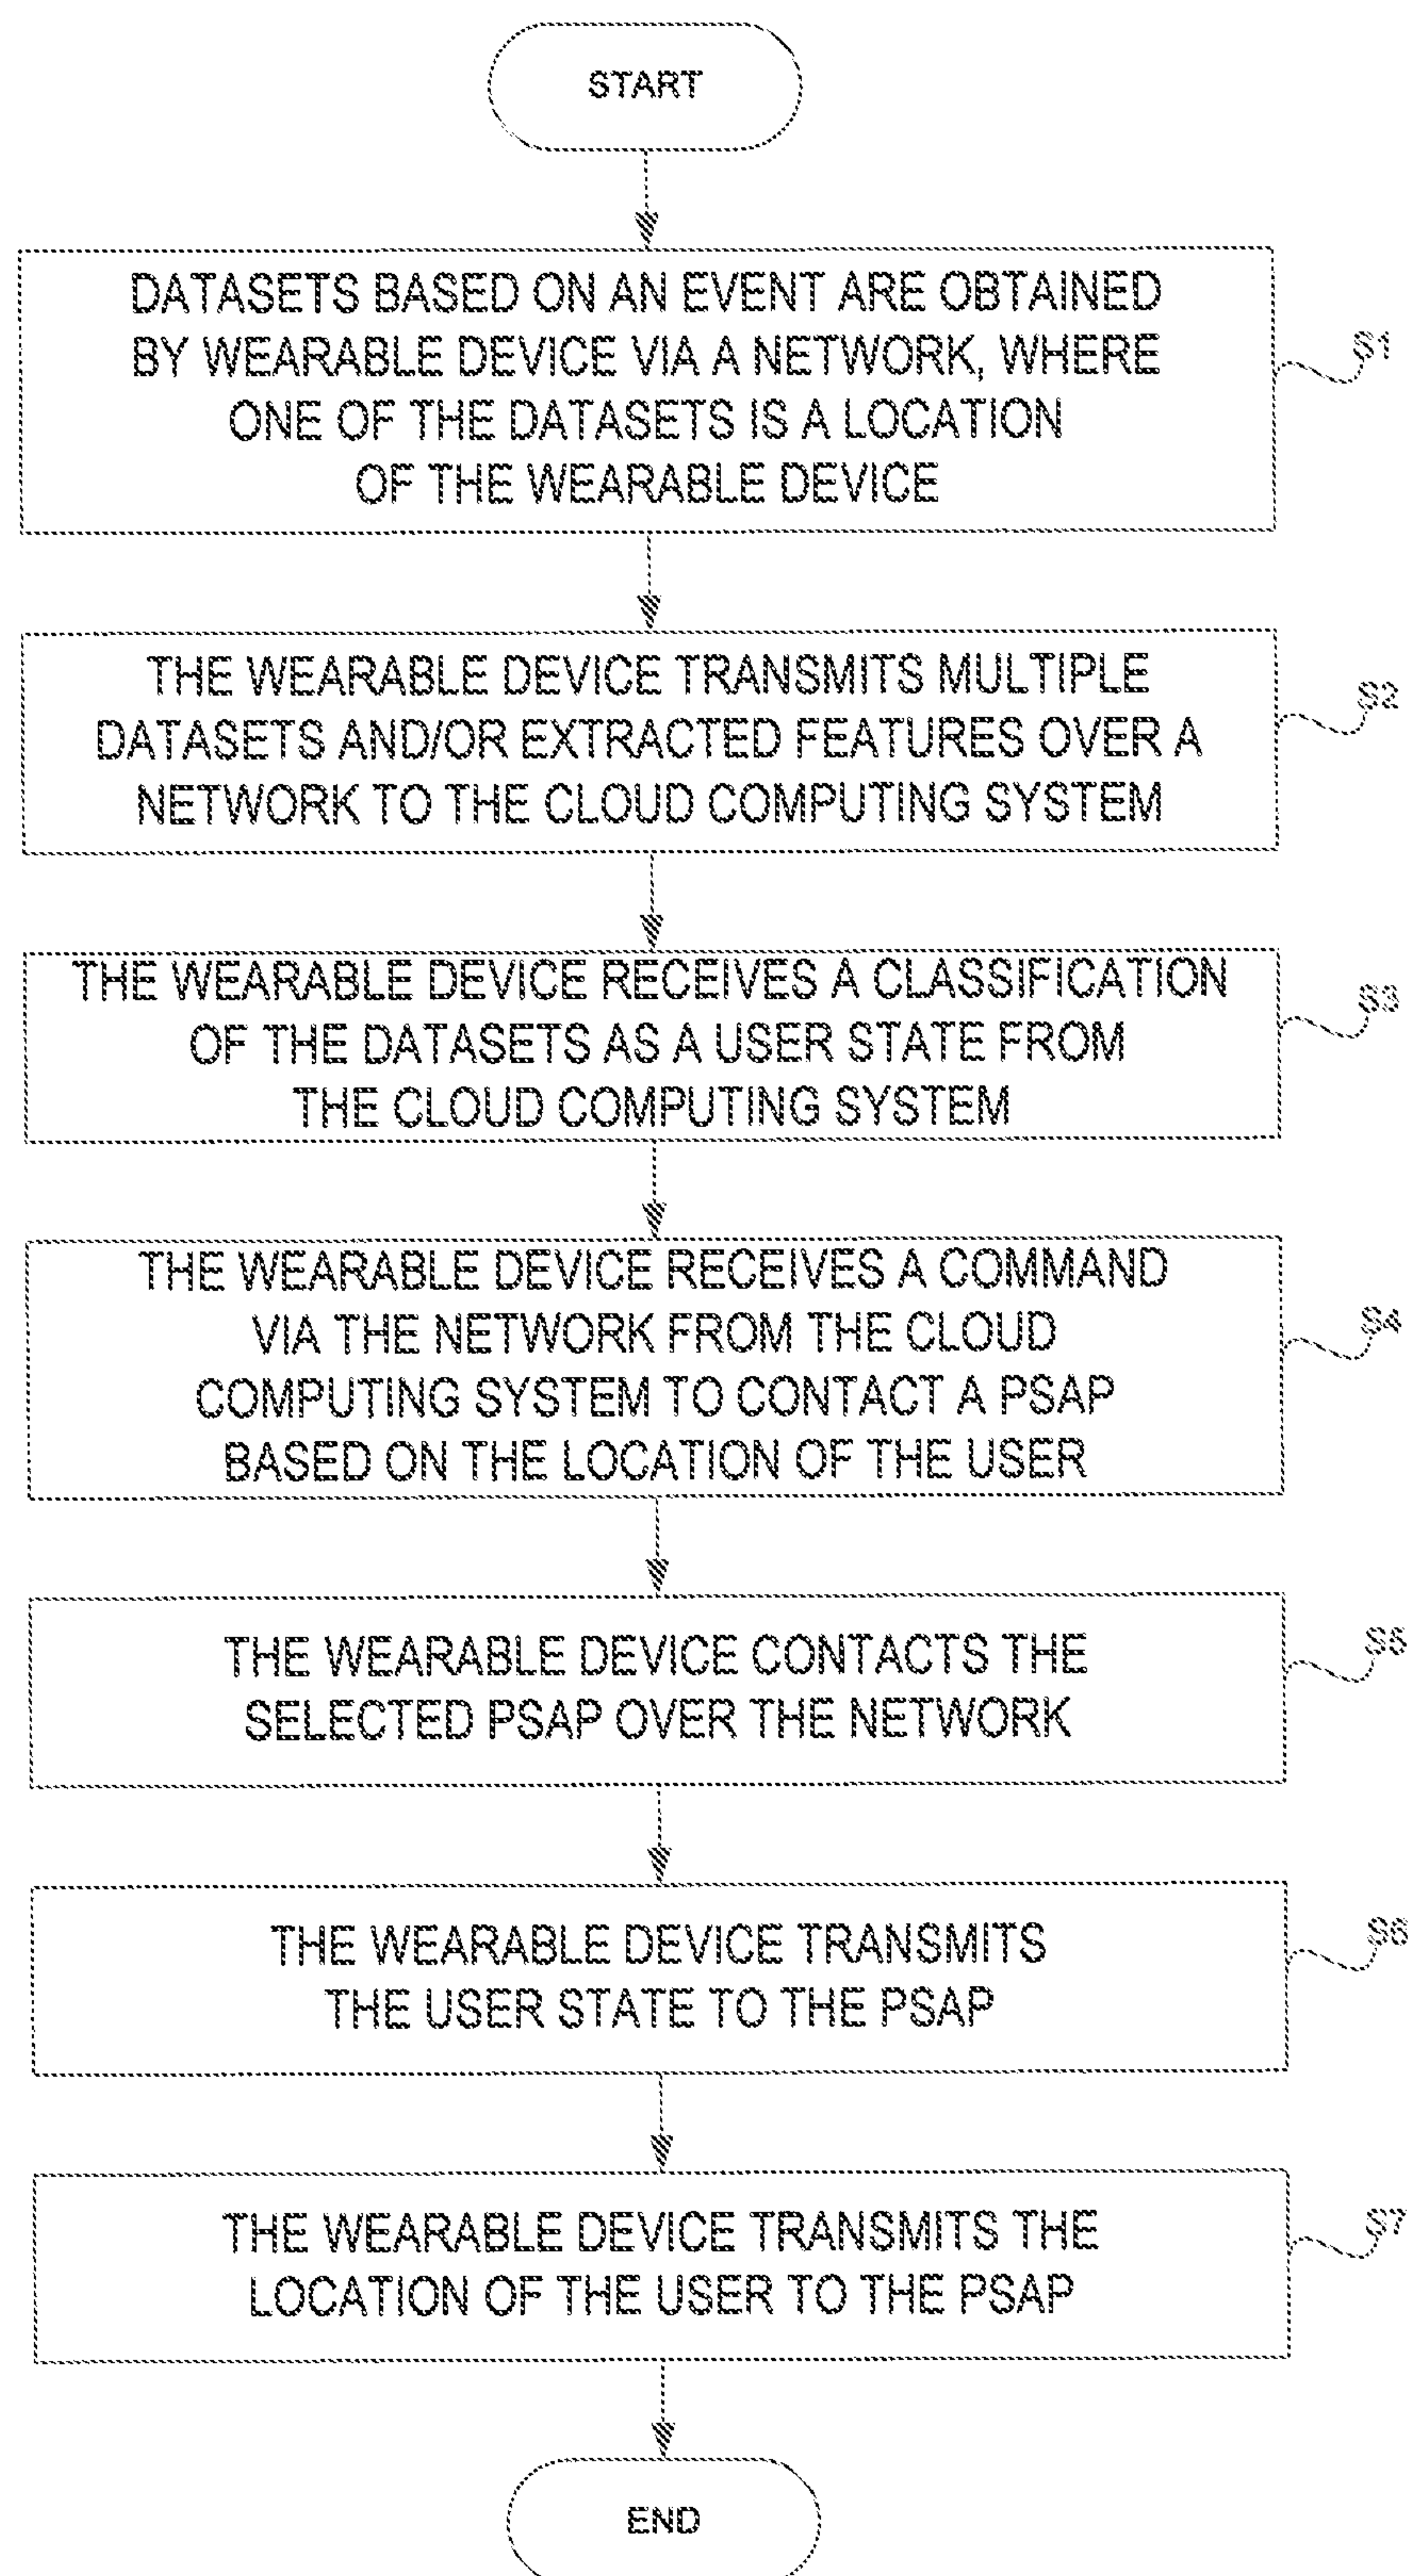 START
DATASETS BASED ON AN EVENT ARE OBTAINED
BY WEARABLE DEVICE VIA A NETWORK, WHERE
ONE OF THE DATASETS IS A LOCATION
OF THE WEARABLE DEVICE
S1
THE WEARABLE DEVICE TRANSMITS MULTIPLE
DATASETS AND/OR EXTRACTED FEATURES OVER A
NETWORK TO THE CLOUD COMPUTING SYSTEM
S2
THE WEARABLE DEVICE RECEIVES A CLASSIFICATION
OF THE DATASETS AS A USER STATE FROM
THE CLOUD COMPUTING SYSTEM
S3
THE WEARABLE DEVICE RECEIVES A COMMAND
VIA THE NETWORK FROM THE CLOUD
COMPUTING SYSTEM TO CONTACT A PSAP
BASED ON THE LOCATION OF THE USER
S4
THE WEARABLE DEVICE CONTACTS THE
SELECTED PSAP OVER THE NETWORK
S5
THE WEARABLE DEVICE TRANSMITS
THE USER STATE TO THE PSAP
S6
THE WEARABLE DEVICE TRANSMITS THE
LOCATION OF THE USER TO THE PSAP
S7
END